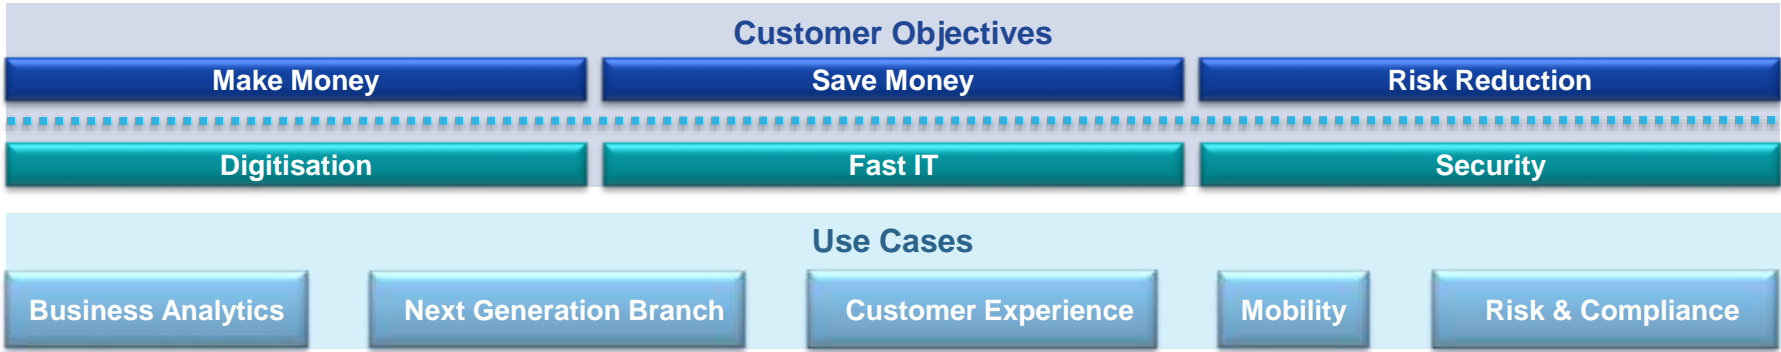 Customer Objectives
Make Money
Save Money
Risk Reduction
Digitisation
Fast IT
Security
Use Cases
Business Analytics
Next Generation Branch
Customer Experience
Mobility
Risk & Compliance